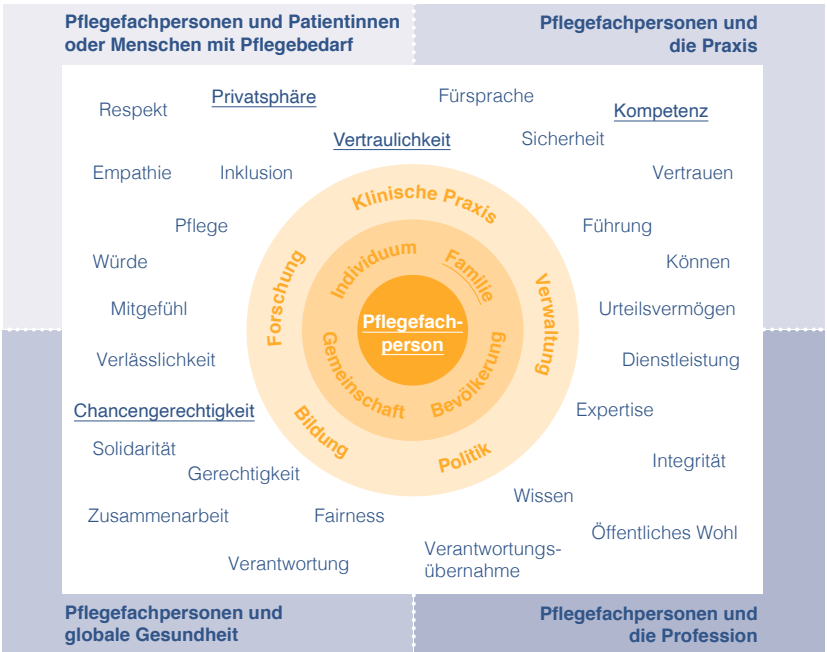 Pflegefachpersonen und Patientinnen
oder Menschen mit Pflegebedarf
Pflegefachpersonen und
die Praxis
Respekt
Privatsphäre
Fürsprache
Kompetenz
Vertraulichkeit
Sicherheit
Empathie
Inklusion
Vertrauen
Klinische Praxis
Pflege
Führung
Würde
Individuum
Familie
Können
Forschung
Verwaltung
Mitgefühl
Urteilsvermögen
Pflegefach-
person
Verlässlichkeit
Gemeinschaft
Bevölkerung
Dienstleistung
Chancengerechtigkeit
Expertise
Bildung
Politik
Solidarität
Gerechtigkeit
Integrität
Wissen
Zusammenarbeit
Fairness
Öffentliches Wohl
Verantwortung
Verantwortungs-
übernahme
Pflegefachpersonen und
globale Gesundheit
Pflegefachpersonen und
die Profession